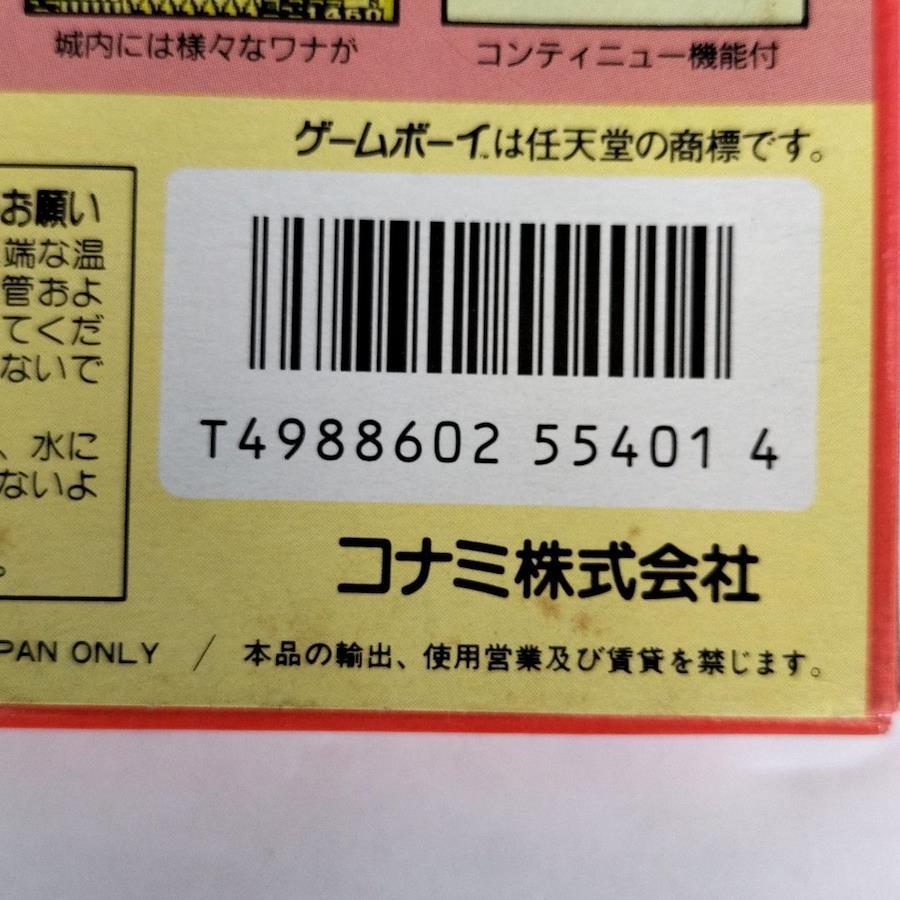 1460
城内には様々なワナが
コンティニュー機能付
ゲームボーイ™は任天堂の商標です。
お願い
端な温
管およ
てくだ
ないで
、水に
ないよ
。
T4988602 55401 4
コナミ株式会社
PAN ONLY / 本品の輸出、使用営業及び賃貸を禁じます。